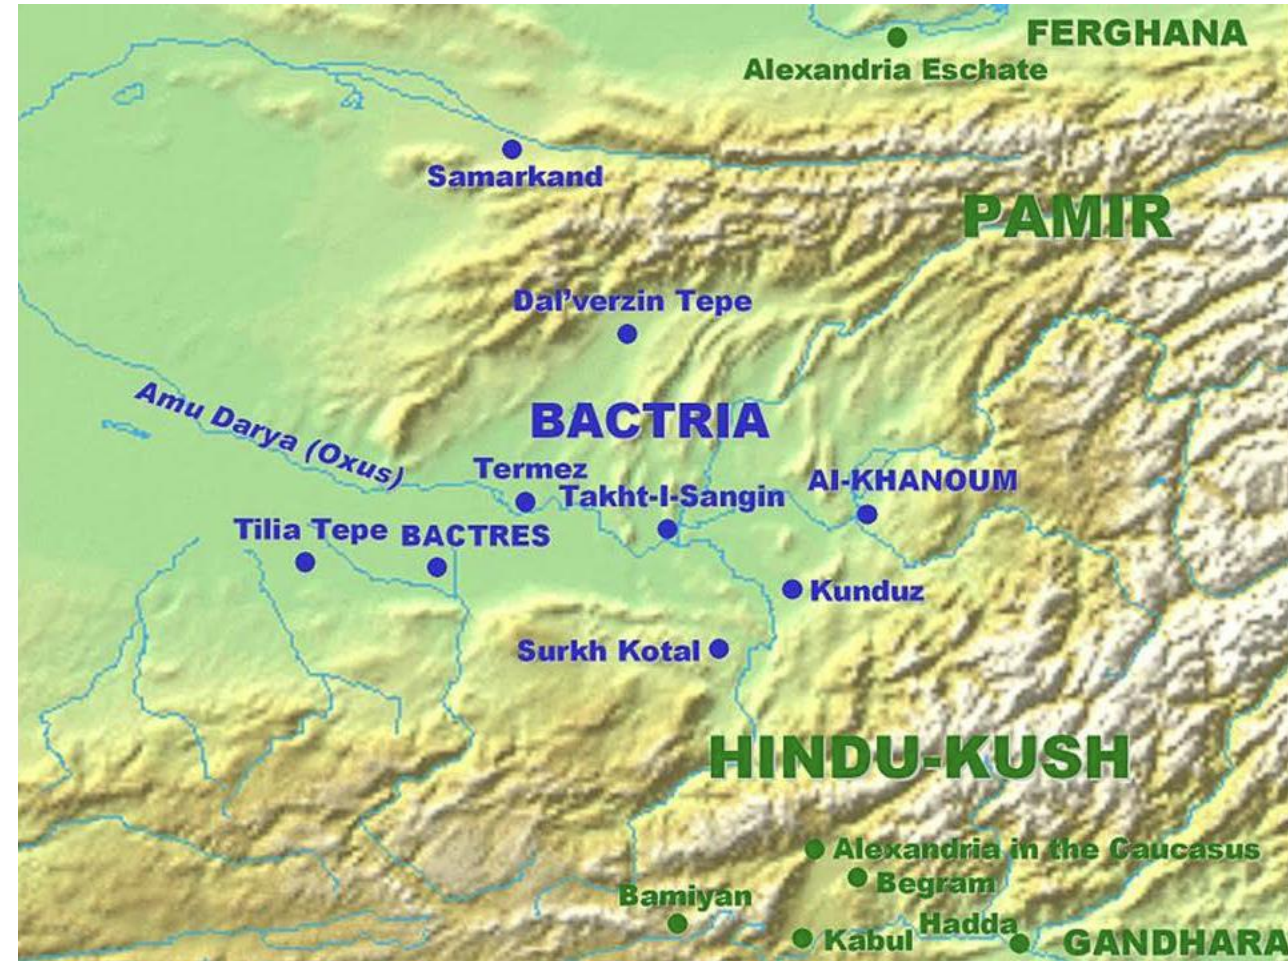 FERGHANA
Alexandria Eschate
Samarkand
PAMIR
Dal'verzin Tepe
Amu Darya (Oxus)
BACTRIA
Termez
Takht-I-Sangin
AI-KHANOUM
Tilia Tepe
BACTRES
Kunduz
Surkh Kotal
HINDU-KUSH
Alexandria in the Caucasus
Begram
Bamiyan
Kabul
Hadda
GANDHARA